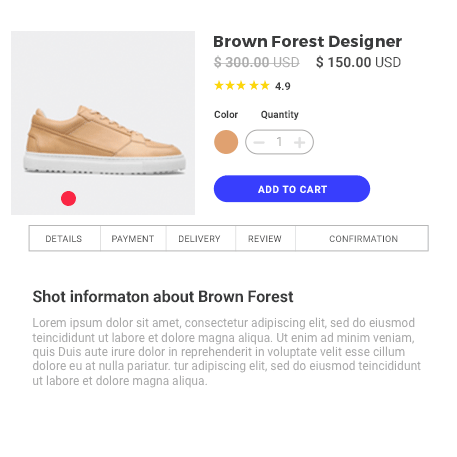 Brown Forest Designer
$ 300.00 USD $ 150.00 USD
4.9
Color Quantity
1
ADD TO CART
DETAILS PAYMENT DELIVERY REVIEW CONFIRMATION
Shot informaton about Brown Forest
Lorem ipsum dolor sit amet, consectetur adipiscing elit, sed do eiusmod
teincididunt ut labore et dolore magna aliqua. Ut enim ad minim veniam,
quis Duis aute irure dolor in reprehenderit in voluptate velit esse cillum
dolore eu at nulla pariatur. tur adipiscing elit, sed do eiusmod teincididunt
ut labore et dolore magna aliqua.